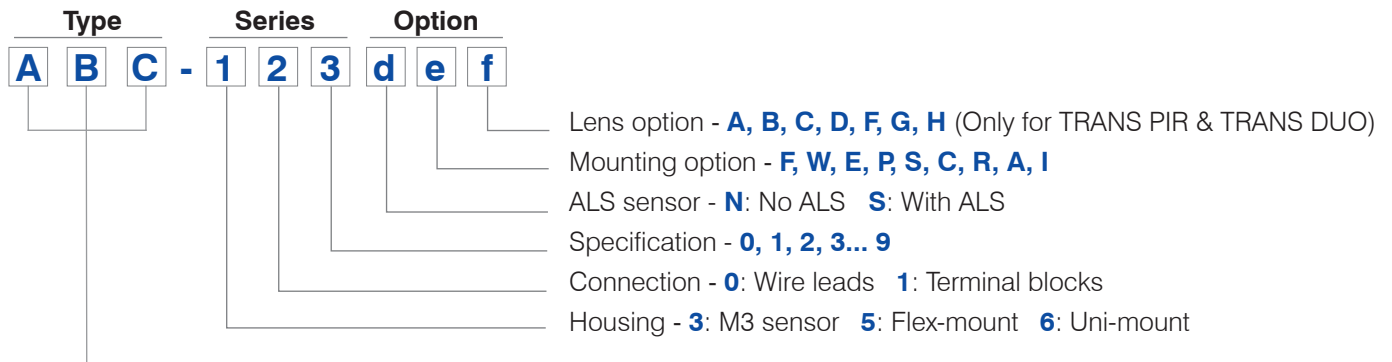 Type Series Option
A B C - 1 2 3 d e f
Lens option - A, B, C, D, F, G, H (Only for TRANS PIR & TRANS DUO)
Mounting option - F, W, E, P, S, C, R, A, I
ALS sensor - N: No ALS S: With ALS
Specification - 0, 1, 2, 3... 9
Connection - 0: Wire leads 1: Terminal blocks
Housing - 3: M3 sensor 5: Flex-mount 6: Uni-mount